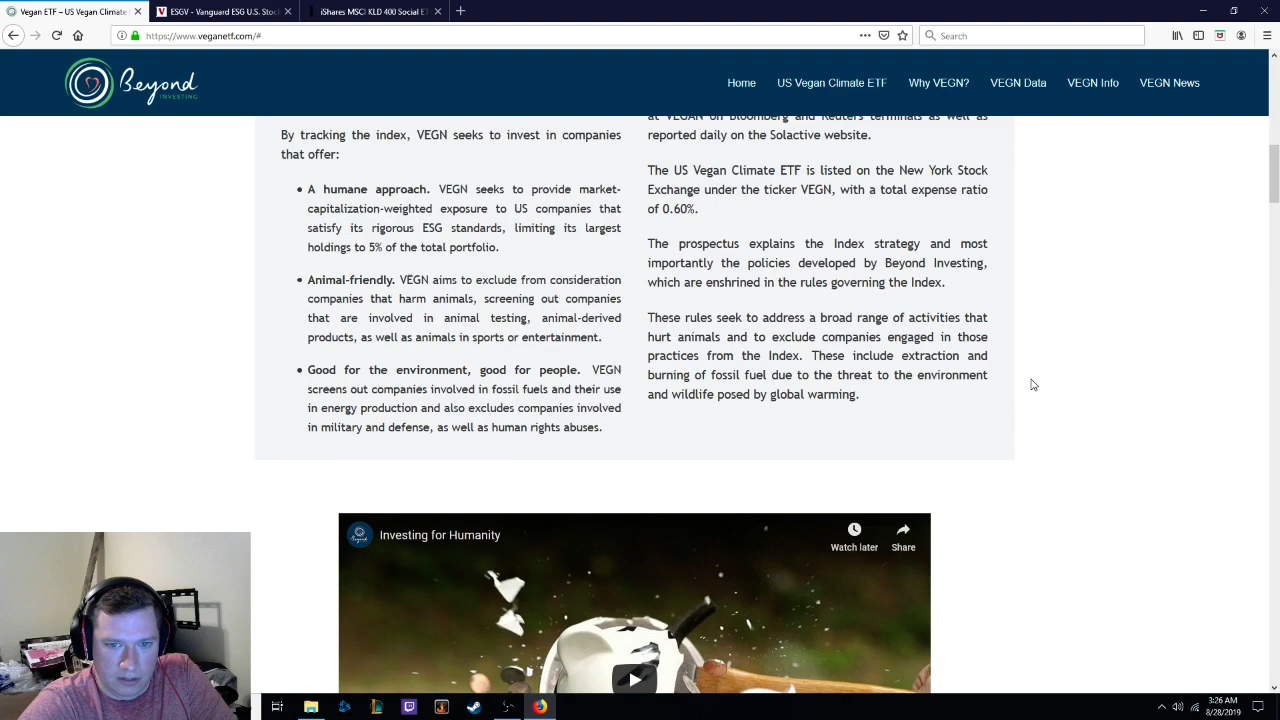 Vegan ETF – US Vegan Climate
ESGV - Vanguard ESG U.S. Stoc
iShares MSCI KLD 400 Social ET
https://www.veganetf.com/#
Search
Beyond
INVESTING
Home
US Vegan Climate ETF
Why VEGN?
VEGN Data
VEGN Info
VEGN News
By tracking the index, VEGN seeks to invest in companies
that offer:
A humane approach. VEGN seeks to provide market-
capitalization-weighted exposure to US companies that
satisfy its rigorous ESG standards, limiting its largest
holdings to 5% of the total portfolio.
Animal-friendly. VEGN aims to exclude from consideration
companies that harm animals, screening out companies
that are involved in animal testing, animal-derived
products, as well as animals in sports or entertainment.
Good for the environment, good for people. VEGN
screens out companies involved in fossil fuels and their use
in energy production and also excludes companies involved
in military and defense, as well as human rights abuses.
at VEGAN on Bloomberg and Reuters terminals as well as
reported daily on the Solactive website.
The US Vegan Climate ETF is listed on the New York Stock
Exchange under the ticker VEGN, with a total expense ratio
of 0.60%.
The prospectus explains the Index strategy and most
importantly the policies developed by Beyond Investing,
which are enshrined in the rules governing the Index.
These rules seek to address a broad range of activities that
hurt animals and to exclude companies engaged in those
practices from the Index. These include extraction and
burning of fossil fuel due to the threat to the environment
and wildlife posed by global warming.
Investing for Humanity
Watch later
Share
3:26 AM
8/28/2019